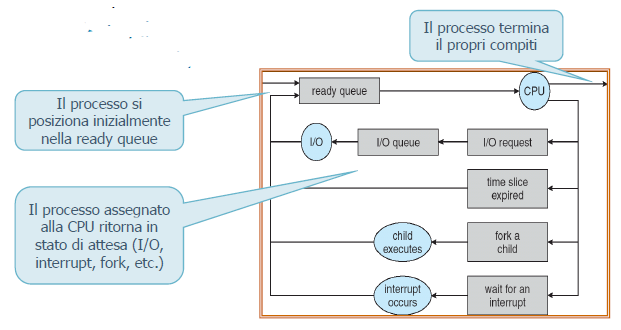 Il processo termina
il propri compiti
Il processo si
posiziona inizialmente
nella ready queue
ready queue
CPU
I/O
I/O queue
I/O request
time slice
expired
Il processo assegnato
alla CPU ritorna in
stato di attesa (I/O,
interrupt, fork, etc.)
child
executes
fork a
child
interrupt
occurs
wait for an
interrupt